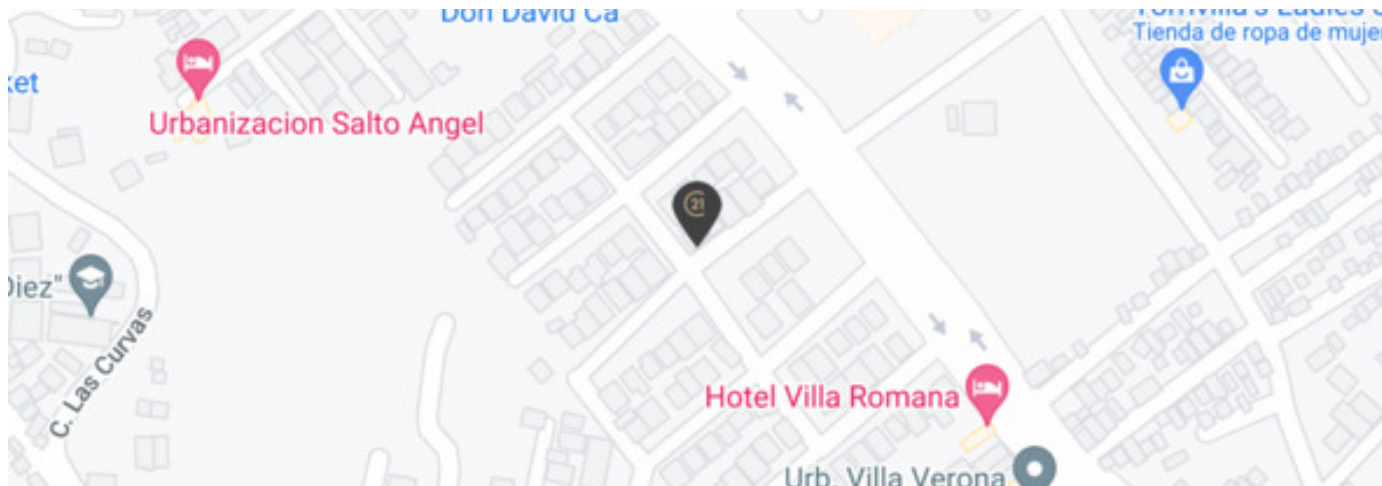 Don David Ca
Tienda de ropa de mujer
ket
Urbanizacion Salto Angel
21
Diez"
C. Las Curvas
Hotel Villa Romana
Urb. Villa Verona